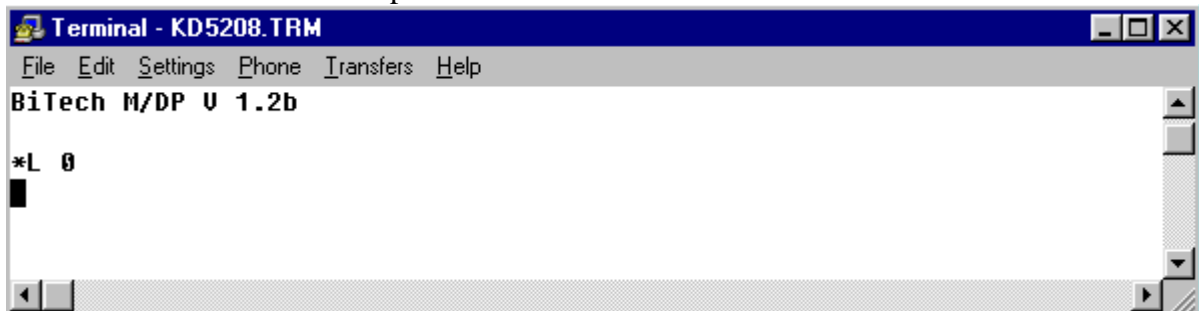 Terminal - KD5208.TRM
File Edit Settings Phone Transfers Help
BiTech M/DP V 1.2b
*L 0